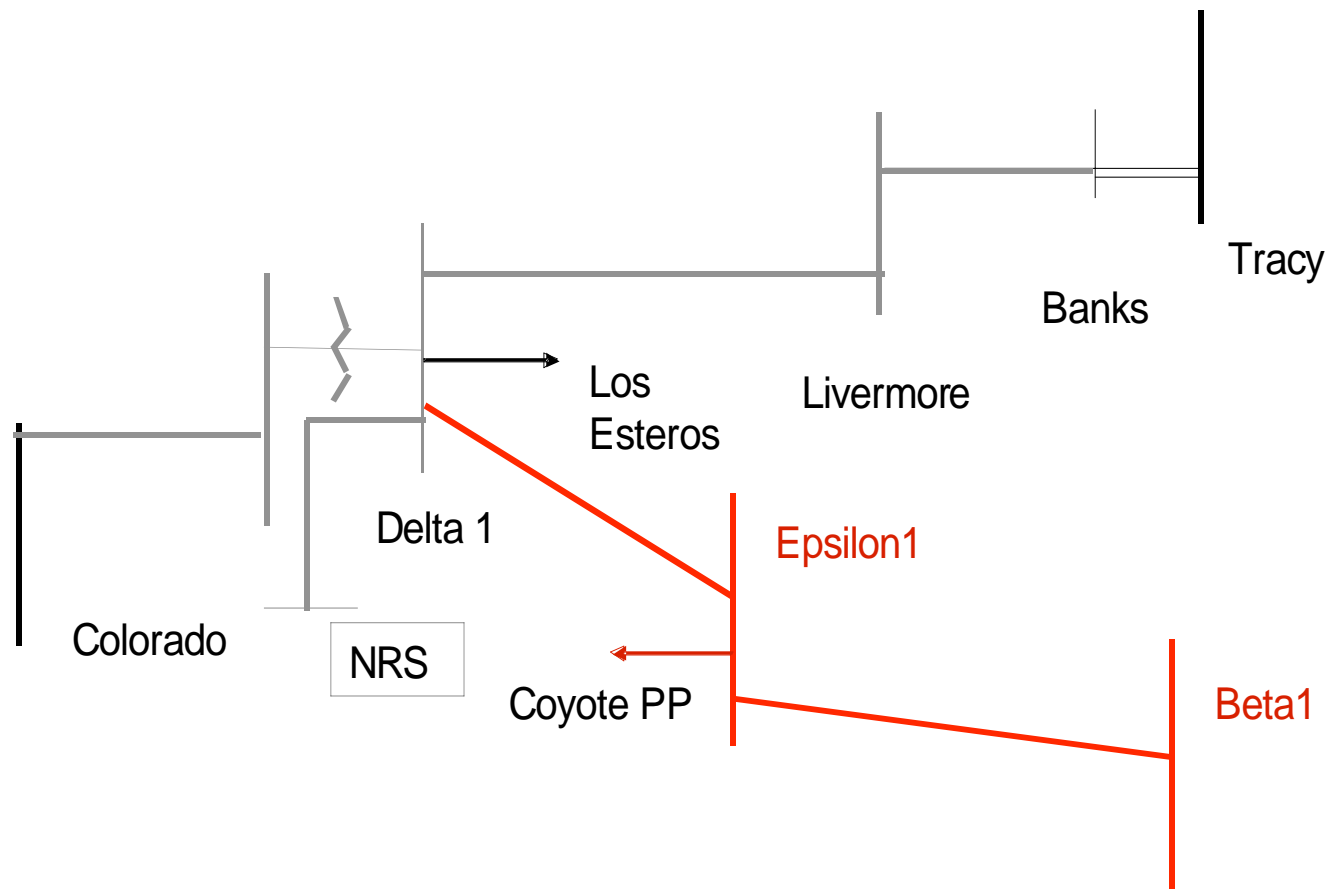 Tracy
Banks
Los
Esteros
Livermore
Delta 1
Epsilon1
Colorado
NRS
Coyote PP
Beta1